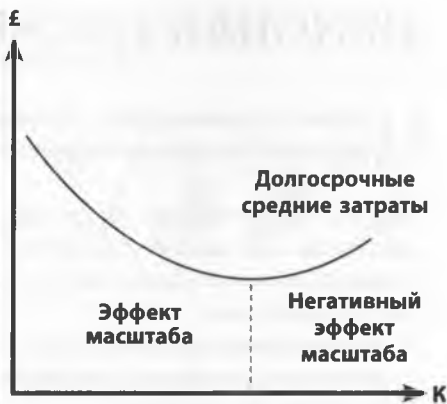 £
Долгосрочные
средние затраты
Эффект
масштаба
Негативный
эффект
масштаба
К